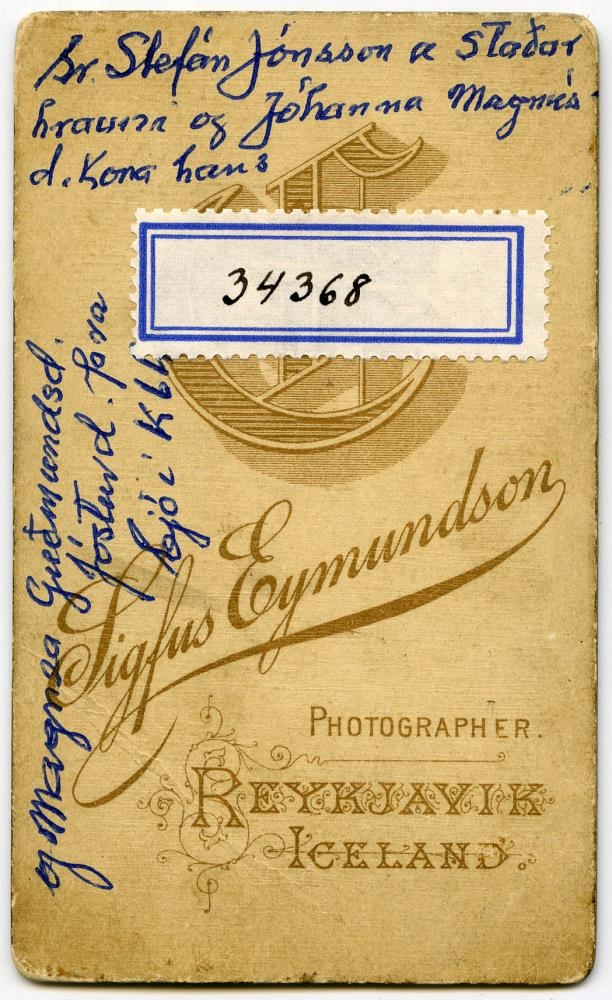 Sr. Stefán Jónsson á Staðar
hrauni og Jóhanna Magnús
d. Kona hans
34368
og Magnea Guðmundsd.
fósturd.
Sigfus Eymundson
PHOTOGRAPHER.
REYKJAVIK
ICELAND.